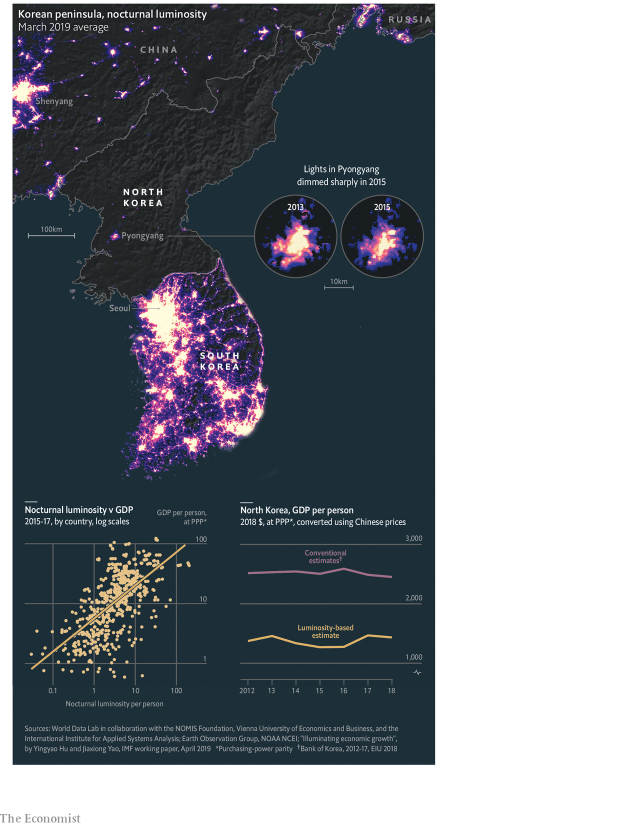 Korean peninsula, nocturnal luminosity
March 2019 average
RUSSIA
CHINA
Shenyang
Lights in Pyongyang
dimmed sharply in 2015
NORTH
KOREA
2013
2015
100km
Pyongyang
10km
Seoul
SOUTH
KOREA
Nocturnal luminosity v GDP
2015-17, by country, log scales
GDP per person,
at PPP*
100
10
1
0.1 1 10 100
Nocturnal luminosity per person
North Korea, GDP per person
2018 $, at PPP*, converted using Chinese prices
3,000
Conventional
estimates†
2,000
Luminosity-based
estimate
1,000
2012 13 14 15 16 17 18
Sources: World Data Lab in collaboration with the NOMIS Foundation, Vienna University of Economics and Business, and the
International Institute for Applied Systems Analysis; Earth Observation Group, NOAA NCEI; "Illuminating economic growth",
by Yingyao Hu and Jiaxiong Yao, IMF working paper, April 2019 *Purchasing-power parity †Bank of Korea, 2012-17, EIU 2018
The Economist